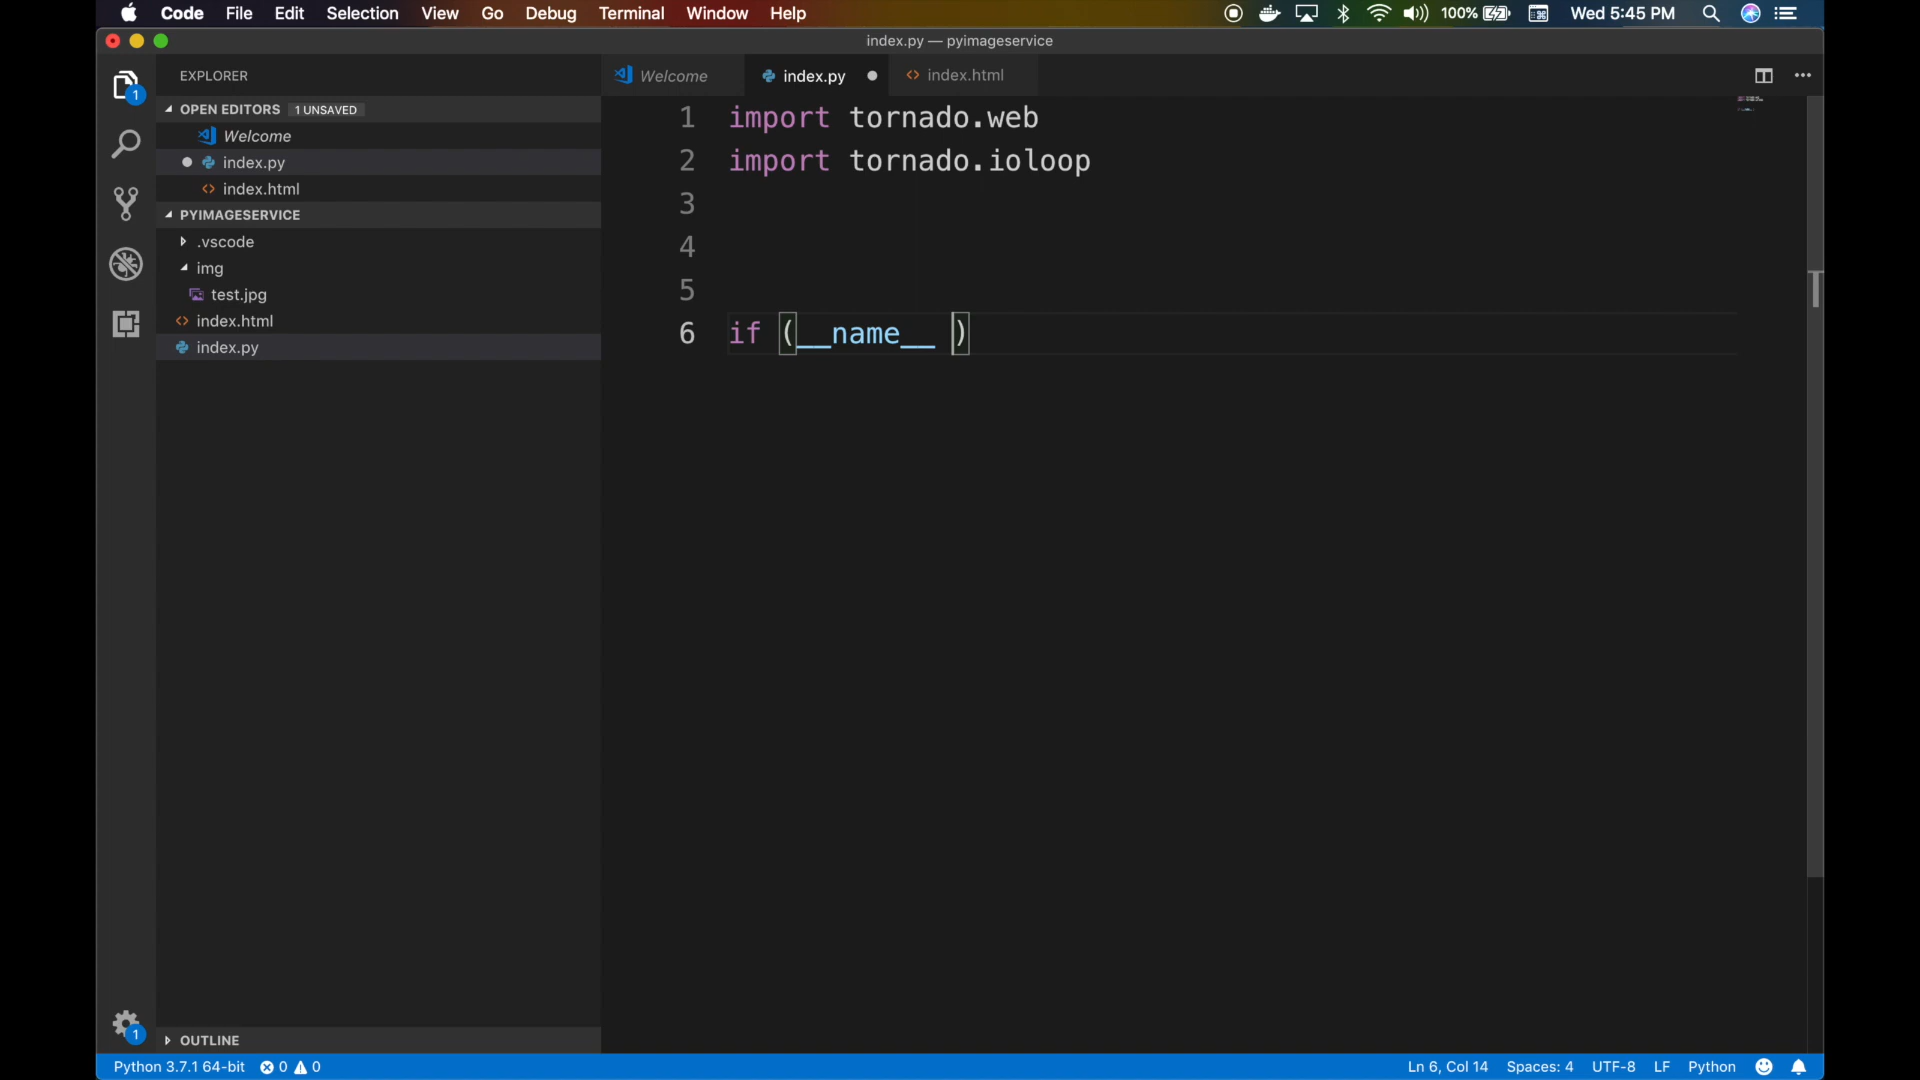 Code File Edit Selection View Go Debug Terminal Window Help 100% Wed 5:45 PM
index.py — pyimageservice
EXPLORER
Welcome index.py index.html
1
OPEN EDITORS 1 UNSAVED
Welcome
index.py
index.html
PYIMAGESERVICE
.vscode
img
test.jpg
index.html
index.py
1 import tornado.web
2 import tornado.ioloop
3
4
5
6 if (__name__ )
1
OUTLINE
Python 3.7.1 64-bit 0 0 Ln 6, Col 14 Spaces: 4 UTF-8 LF Python